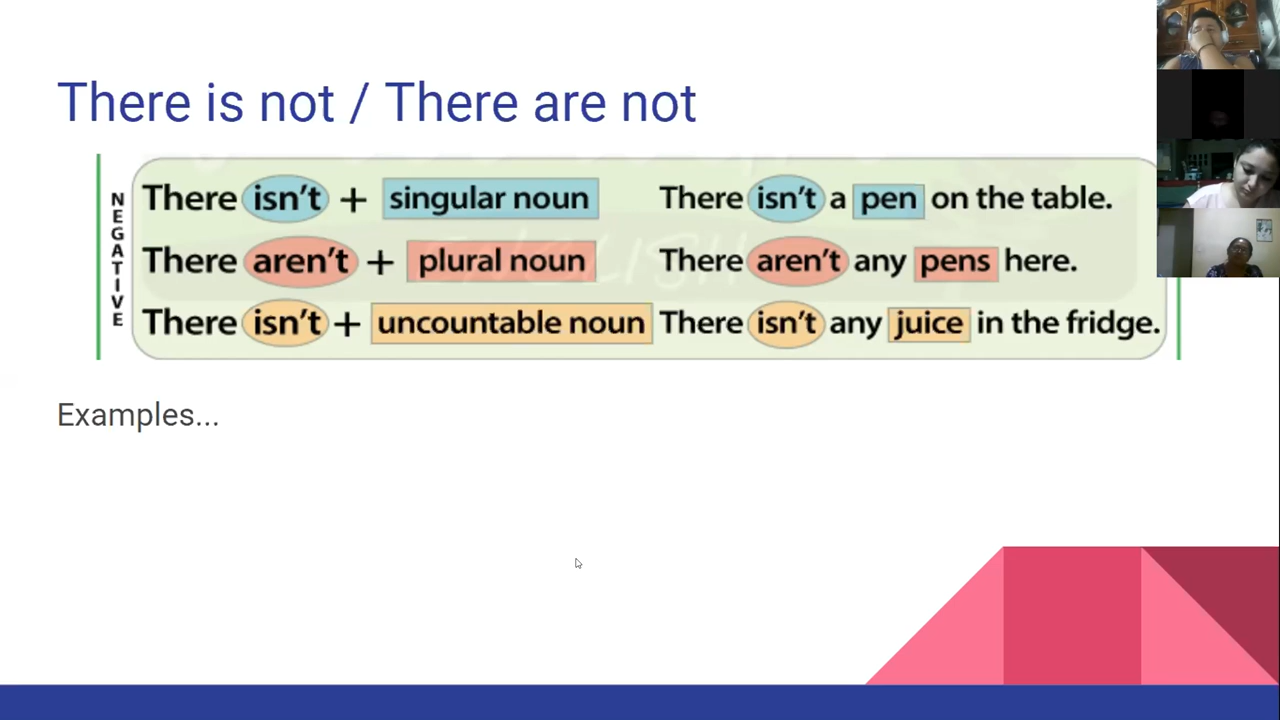 There is not / There are not
NEGATIVE
There isn't + singular noun There isn't a pen on the table.
There aren't + plural noun There aren't any pens here.
There isn't + uncountable noun There isn't any juice in the fridge.
Examples...